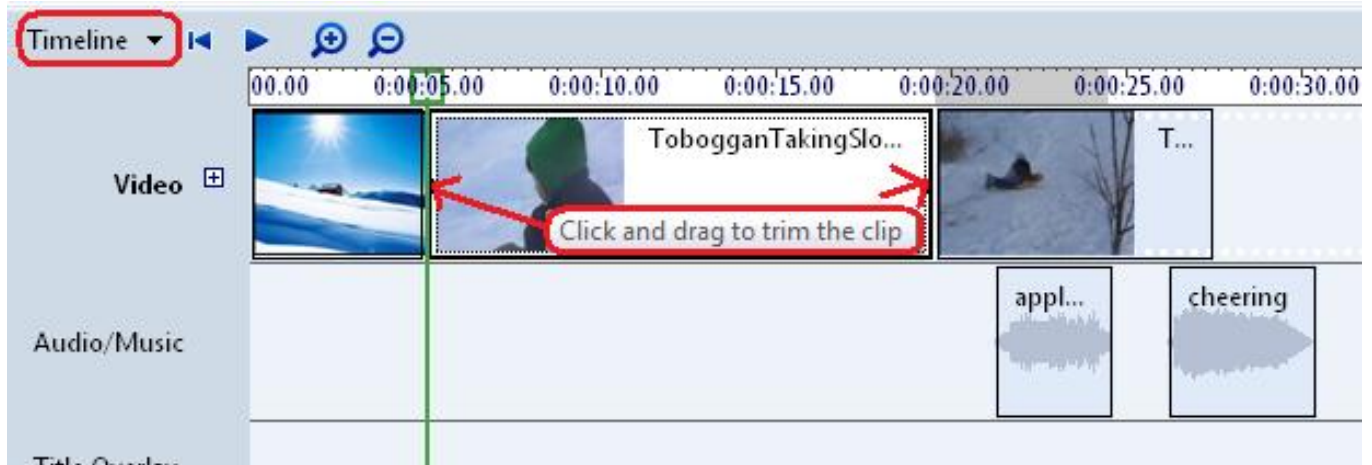 Timeline
00.00 0:00:05.00 0:00:10.00 0:00:15.00 0:00:20.00 0:00:25.00 0:00:30.00
Video
TobogganTakingSlo...
T...
Click and drag to trim the clip
Audio/Music
appl...
cheering
Title Overlay